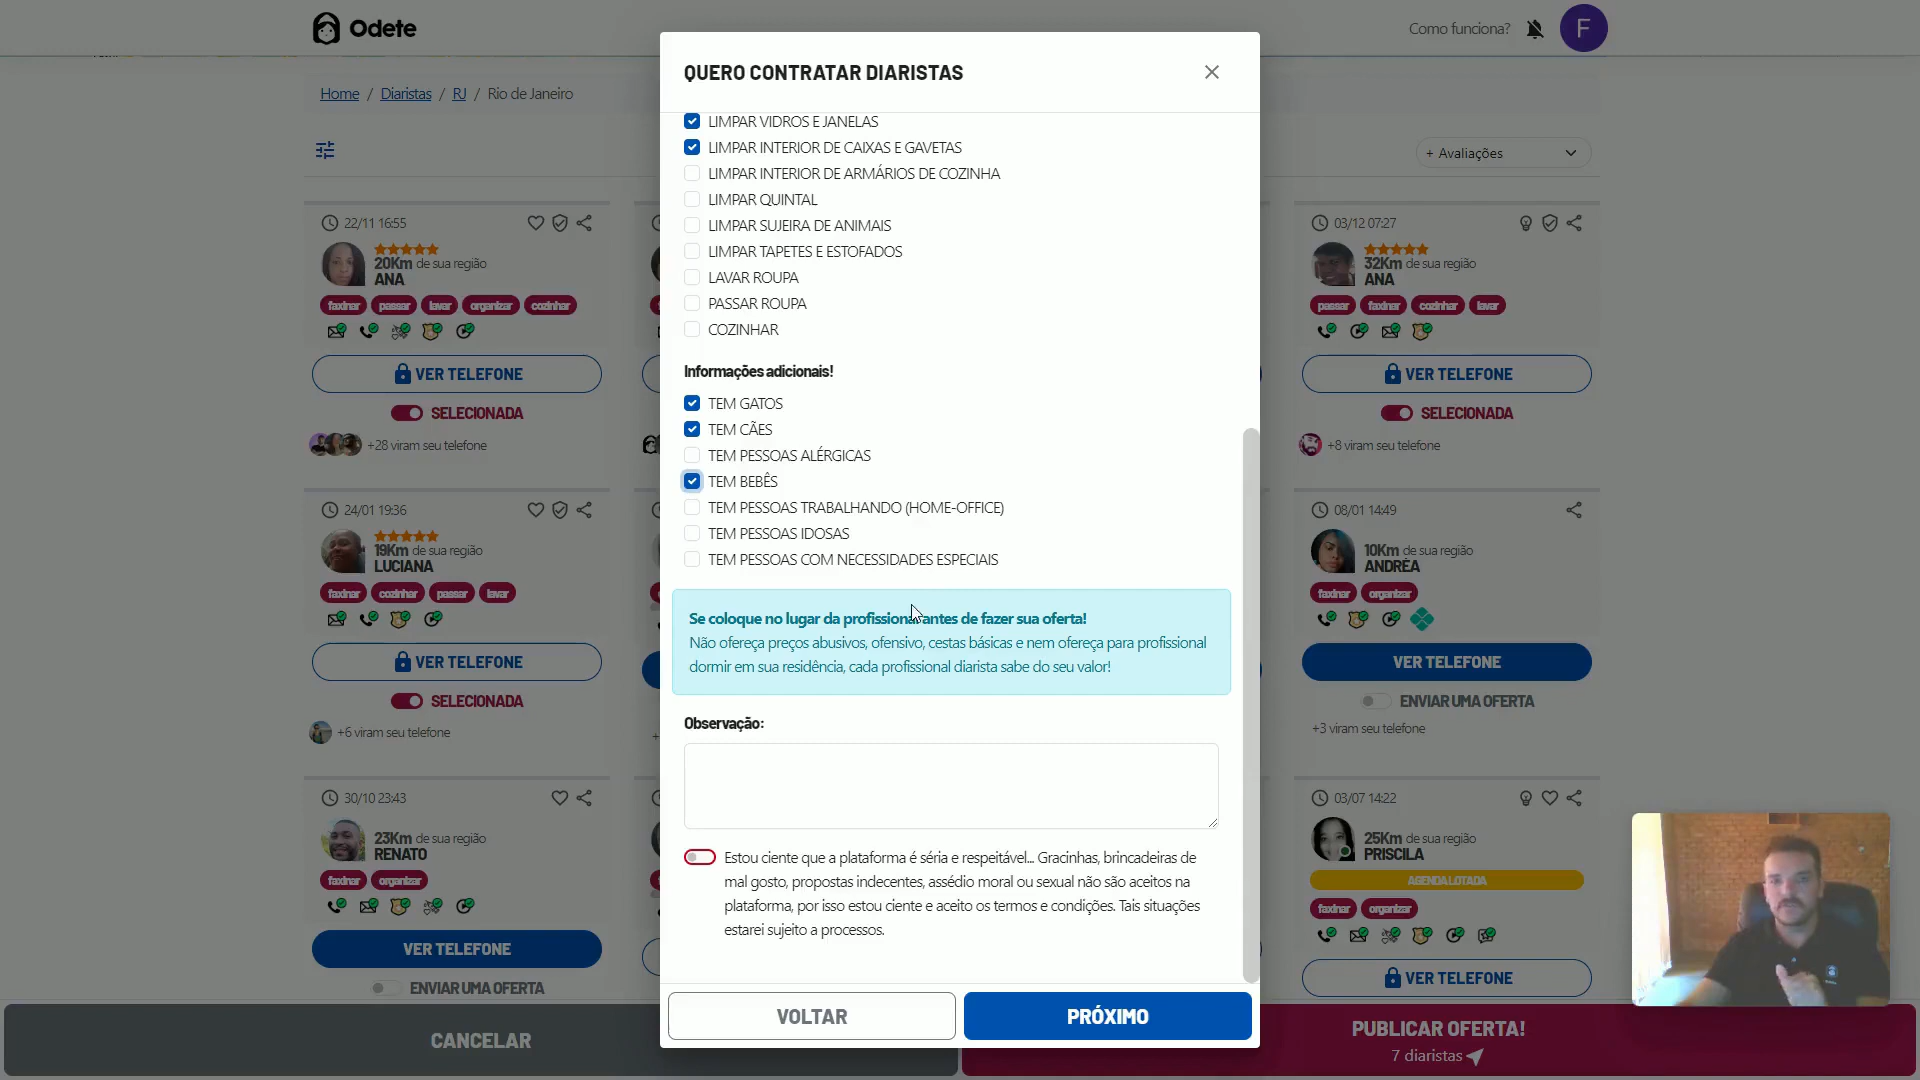 Odete
Como funciona?
F
Home / Diaristas / RJ / Rio de Janeiro
+ Avaliações
QUERO CONTRATAR DIARISTAS
LIMPAR VIDROS E JANELAS
LIMPAR INTERIOR DE CAIXAS E GAVETAS
LIMPAR INTERIOR DE ARMÁRIOS DE COZINHA
LIMPAR QUINTAL
LIMPAR SUJEIRA DE ANIMAIS
LIMPAR TAPETES E ESTOFADOS
LAVAR ROUPA
PASSAR ROUPA
COZINHAR
Informações adicionais!
TEM GATOS
TEM CÃES
TEM PESSOAS ALÉRGICAS
TEM BEBÊS
TEM PESSOAS TRABALHANDO (HOME-OFFICE)
TEM PESSOAS IDOSAS
TEM PESSOAS COM NECESSIDADES ESPECIAIS
Se coloque no lugar da profissional antes de fazer sua oferta!
Não ofereça preços abusivos, ofensivo, cestas básicas e nem ofereça para profissional
dormir em sua residência, cada profissional diarista sabe do seu valor!
Observação:
Estou ciente que a plataforma é séria e respeitável... Gracinhas, brincadeiras de
mal gosto, propostas indecentes, assédio moral ou sexual não são aceitos na
plataforma, por isso estou ciente e aceito os termos e condições. Tais situações
estarei sujeito a processos.
VOLTAR
PRÓXIMO
22/11 16:55
20Km de sua região
ANA
faxinar passar lavar organizar cozinhar
VER TELEFONE
SELECIONADA
+28 viram seu telefone
24/01 19:36
19Km de sua região
LUCIANA
faxinar cozinhar passar lavar
VER TELEFONE
SELECIONADA
+6 viram seu telefone
30/10 23:43
23Km de sua região
RENATO
faxinar organizar
VER TELEFONE
ENVIAR UMA OFERTA
03/12 07:27
32Km de sua região
ANA
passar faxinar cozinhar lavar
VER TELEFONE
SELECIONADA
+8 viram seu telefone
08/01 14:49
10Km de sua região
ANDRÉA
faxinar organizar
VER TELEFONE
ENVIAR UMA OFERTA
+3 viram seu telefone
03/07 14:22
25Km de sua região
PRISCILA
AGENDA LOTADA
faxinar organizar
VER TELEFONE
CANCELAR
PUBLICAR OFERTA!
7 diaristas